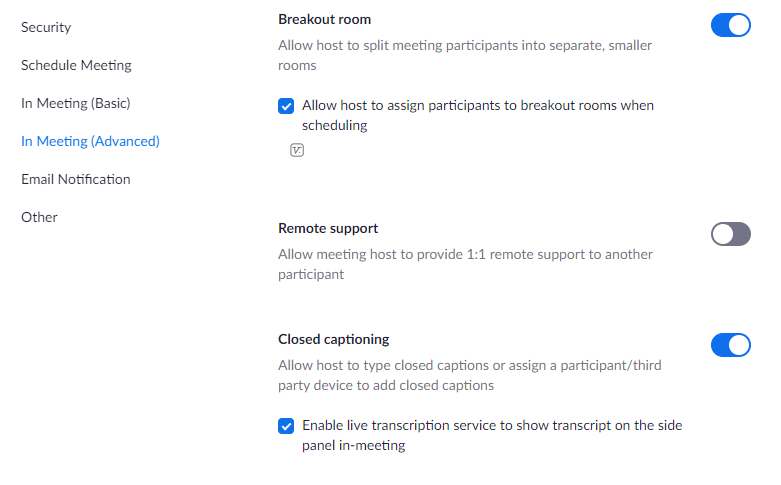 Security
Schedule Meeting
In Meeting (Basic)
In Meeting (Advanced)
Email Notification
Other
Breakout room
Allow host to split meeting participants into separate, smaller
rooms
Allow host to assign participants to breakout rooms when
scheduling
V.
Remote support
Allow meeting host to provide 1:1 remote support to another
participant
Closed captioning
Allow host to type closed captions or assign a participant/third
party device to add closed captions
Enable live transcription service to show transcript on the side
panel in-meeting